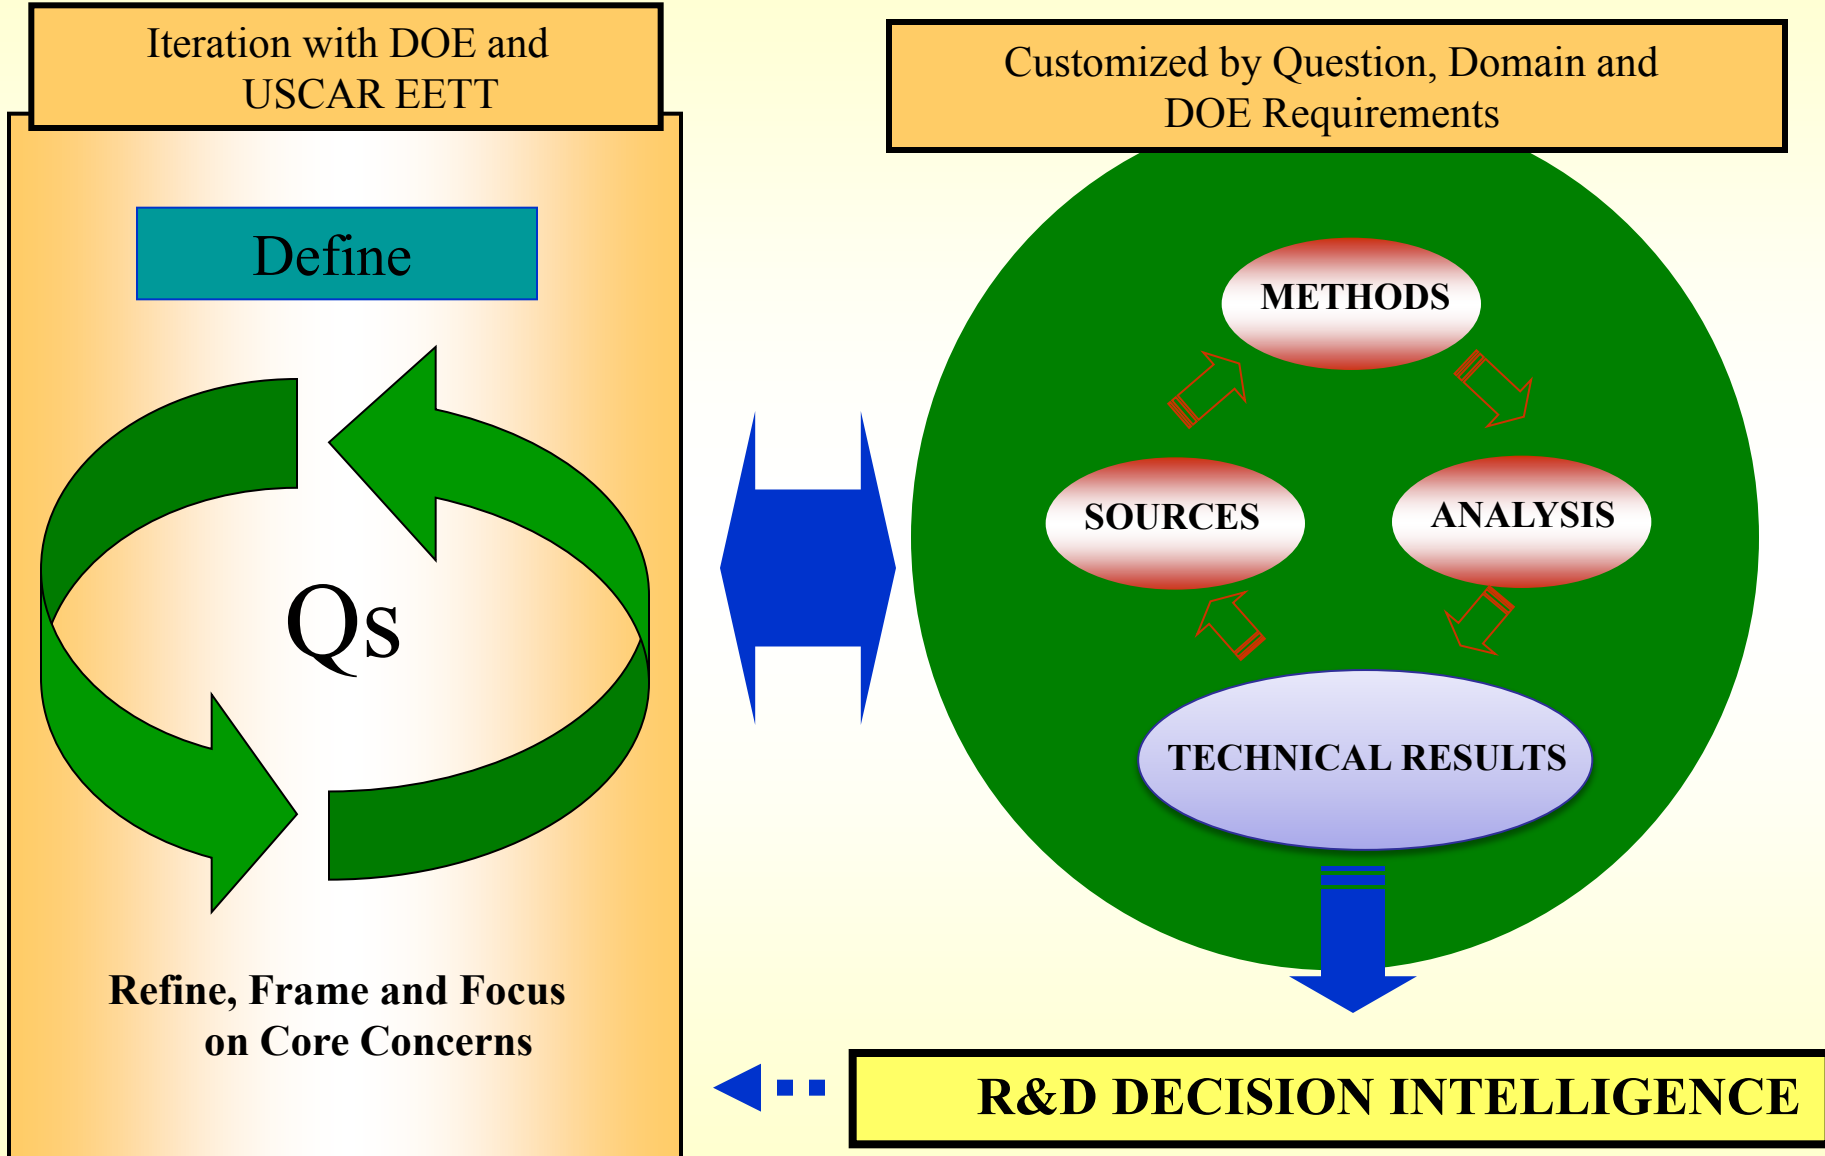 Iteration with DOE and
USCAR EETT
Define
Qs
Refine, Frame and Focus
on Core Concerns
Customized by Question, Domain and
DOE Requirements
METHODS
SOURCES
ANALYSIS
TECHNICAL RESULTS
R&D DECISION INTELLIGENCE